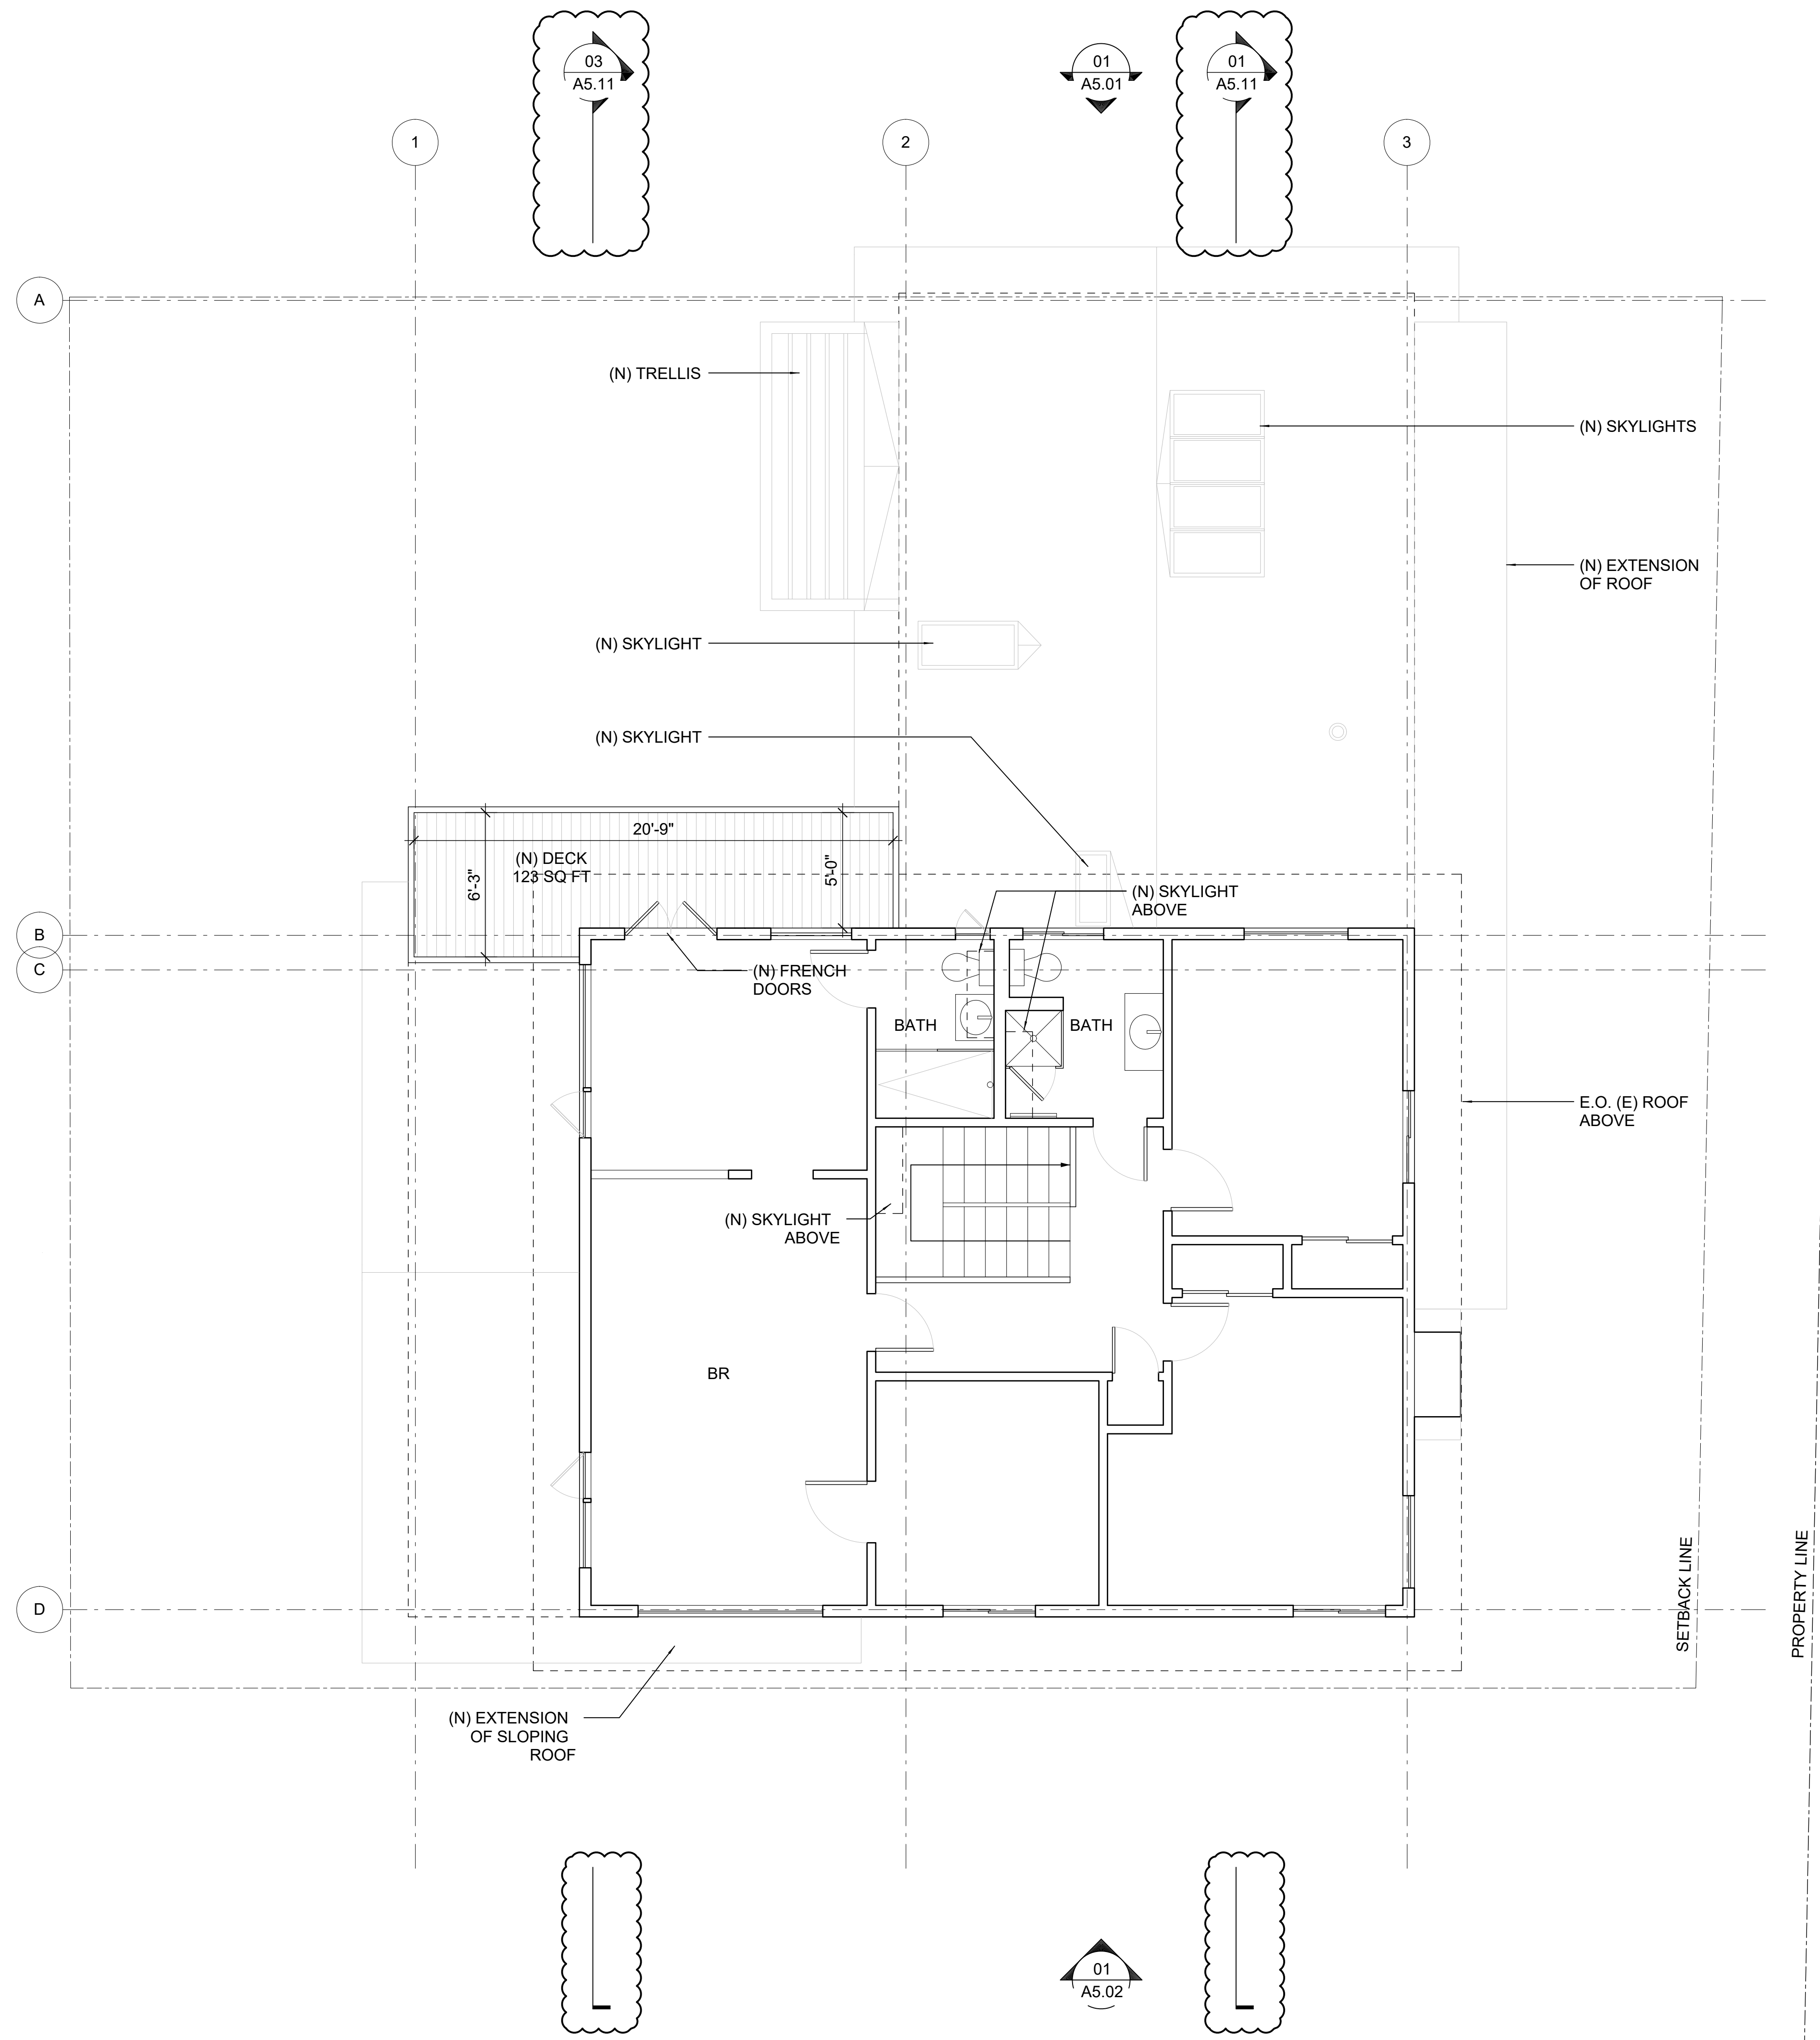 03
A5.11
01
A5.01
01
A5.11
1
2
3
A
(N) TRELLIS
(N) SKYLIGHTS
(N) EXTENSION
OF ROOF
(N) SKYLIGHT
(N) SKYLIGHT
20'-9"
(N) DECK
123 SQ FT
6'-3"
5'-0"
(N) SKYLIGHT
ABOVE
B
C
(N) FRENCH
DOORS
BATH
BATH
E.O. (E) ROOF
ABOVE
(N) SKYLIGHT
ABOVE
BR
SETBACK LINE
PROPERTY LINE
D
(N) EXTENSION
OF SLOPING
ROOF
01
A5.02